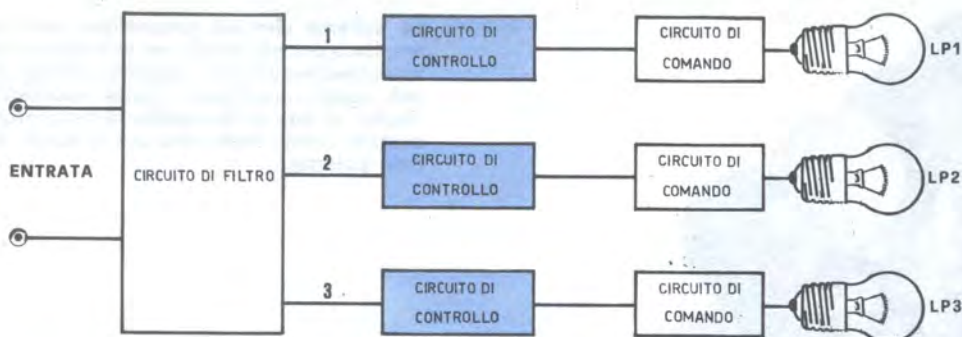 1
CIRCUITO DI
CONTROLLO
CIRCUITO DI
COMANDO
LP1
ENTRATA
CIRCUITO DI FILTRO
2
CIRCUITO DI
CONTROLLO
CIRCUITO DI
COMANDO
LP2
3
CIRCUITO DI
CONTROLLO
CIRCUITO DI
COMANDO
LP3